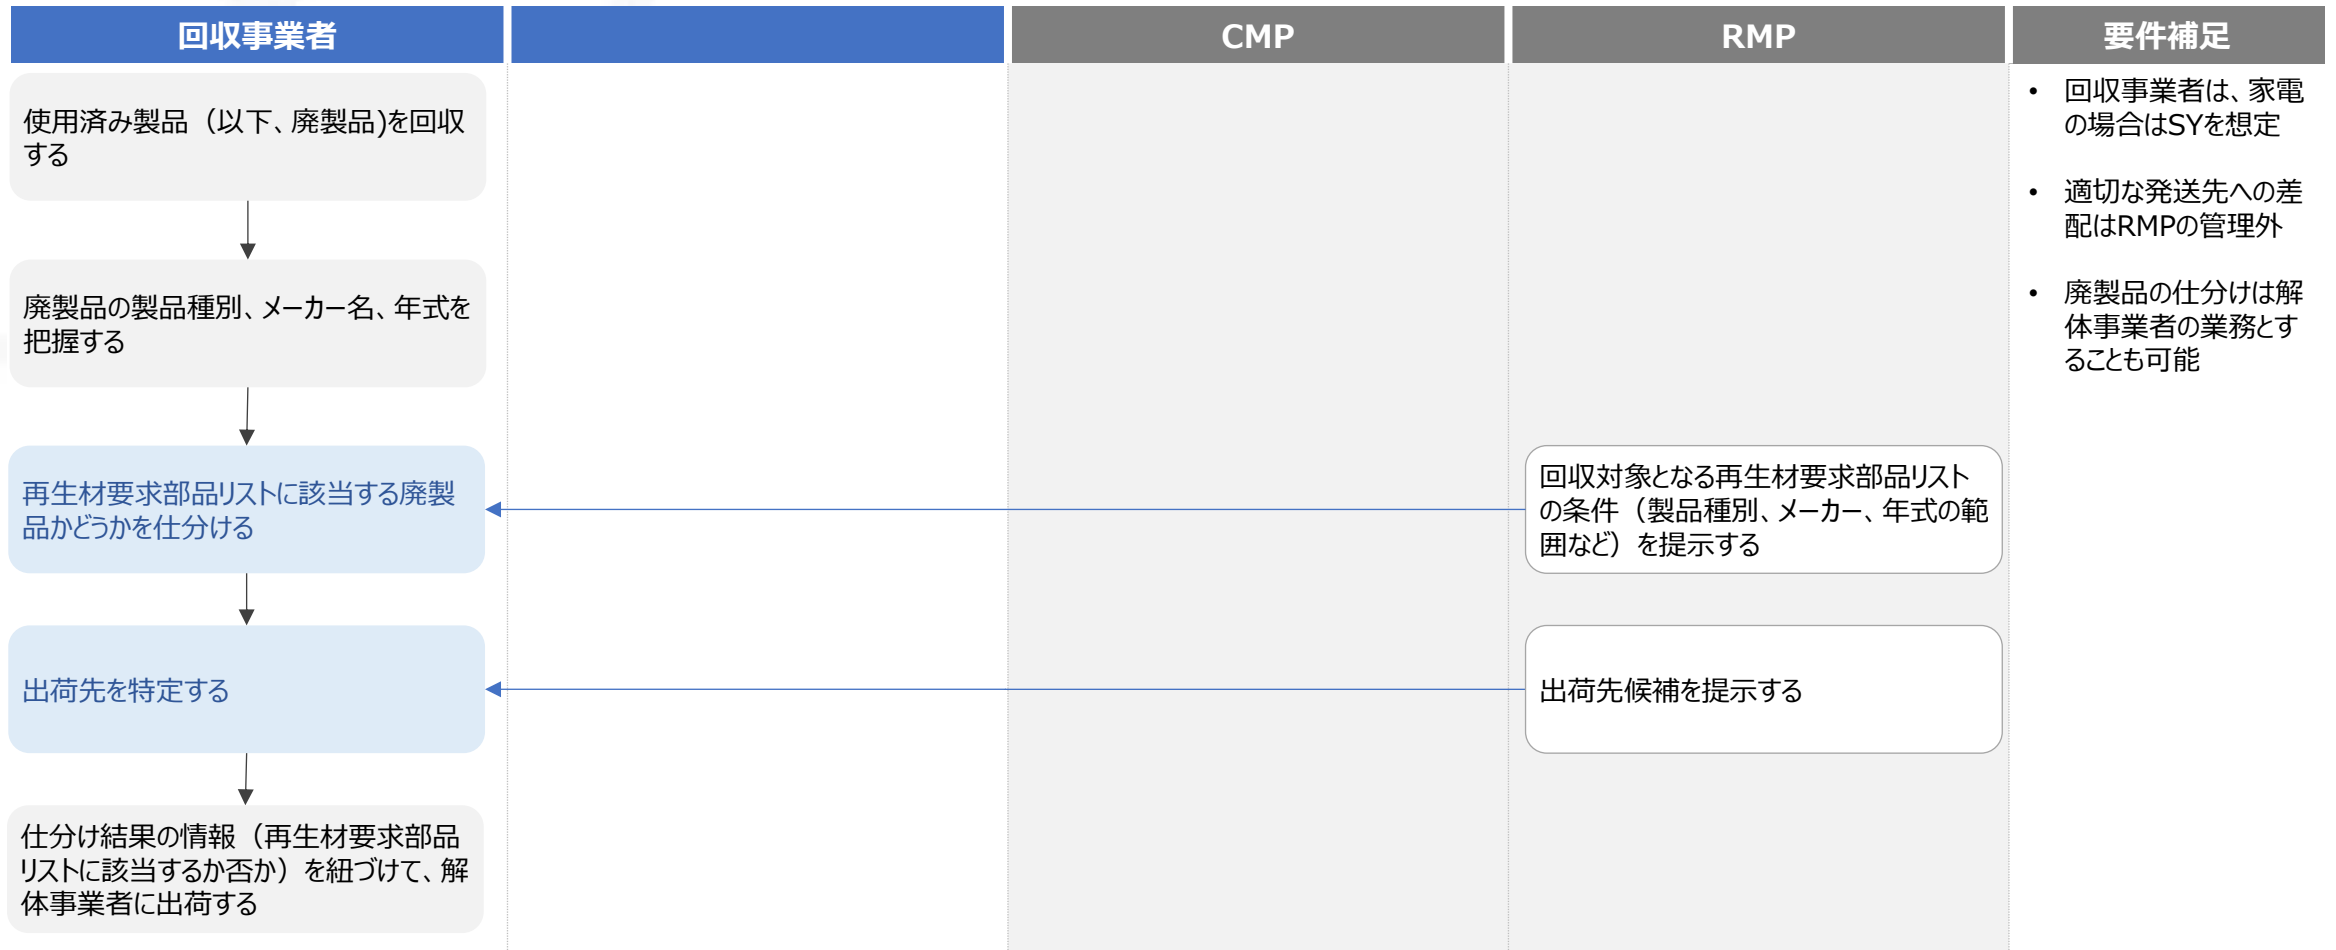 回収事業者
CMP
RMP
要件補足
使用済み製品（以下、廃製品)を回収
する
廃製品の製品種別、メーカー名、年式を
把握する
再生材要求部品リストに該当する廃製
品かどうかを仕分ける
出荷先を特定する
仕分け結果の情報（再生材要求部品
リストに該当するか否か）を紐づけて、解
体事業者に出荷する
回収対象となる再生材要求部品リスト
の条件（製品種別、メーカー、年式の範
囲など）を提示する
出荷先候補を提示する
• 回収事業者は、家電
の場合はSYを想定
• 適切な発送先への差
配はRMPの管理外
• 廃製品の仕分けは解
体事業者の業務とす
ることも可能